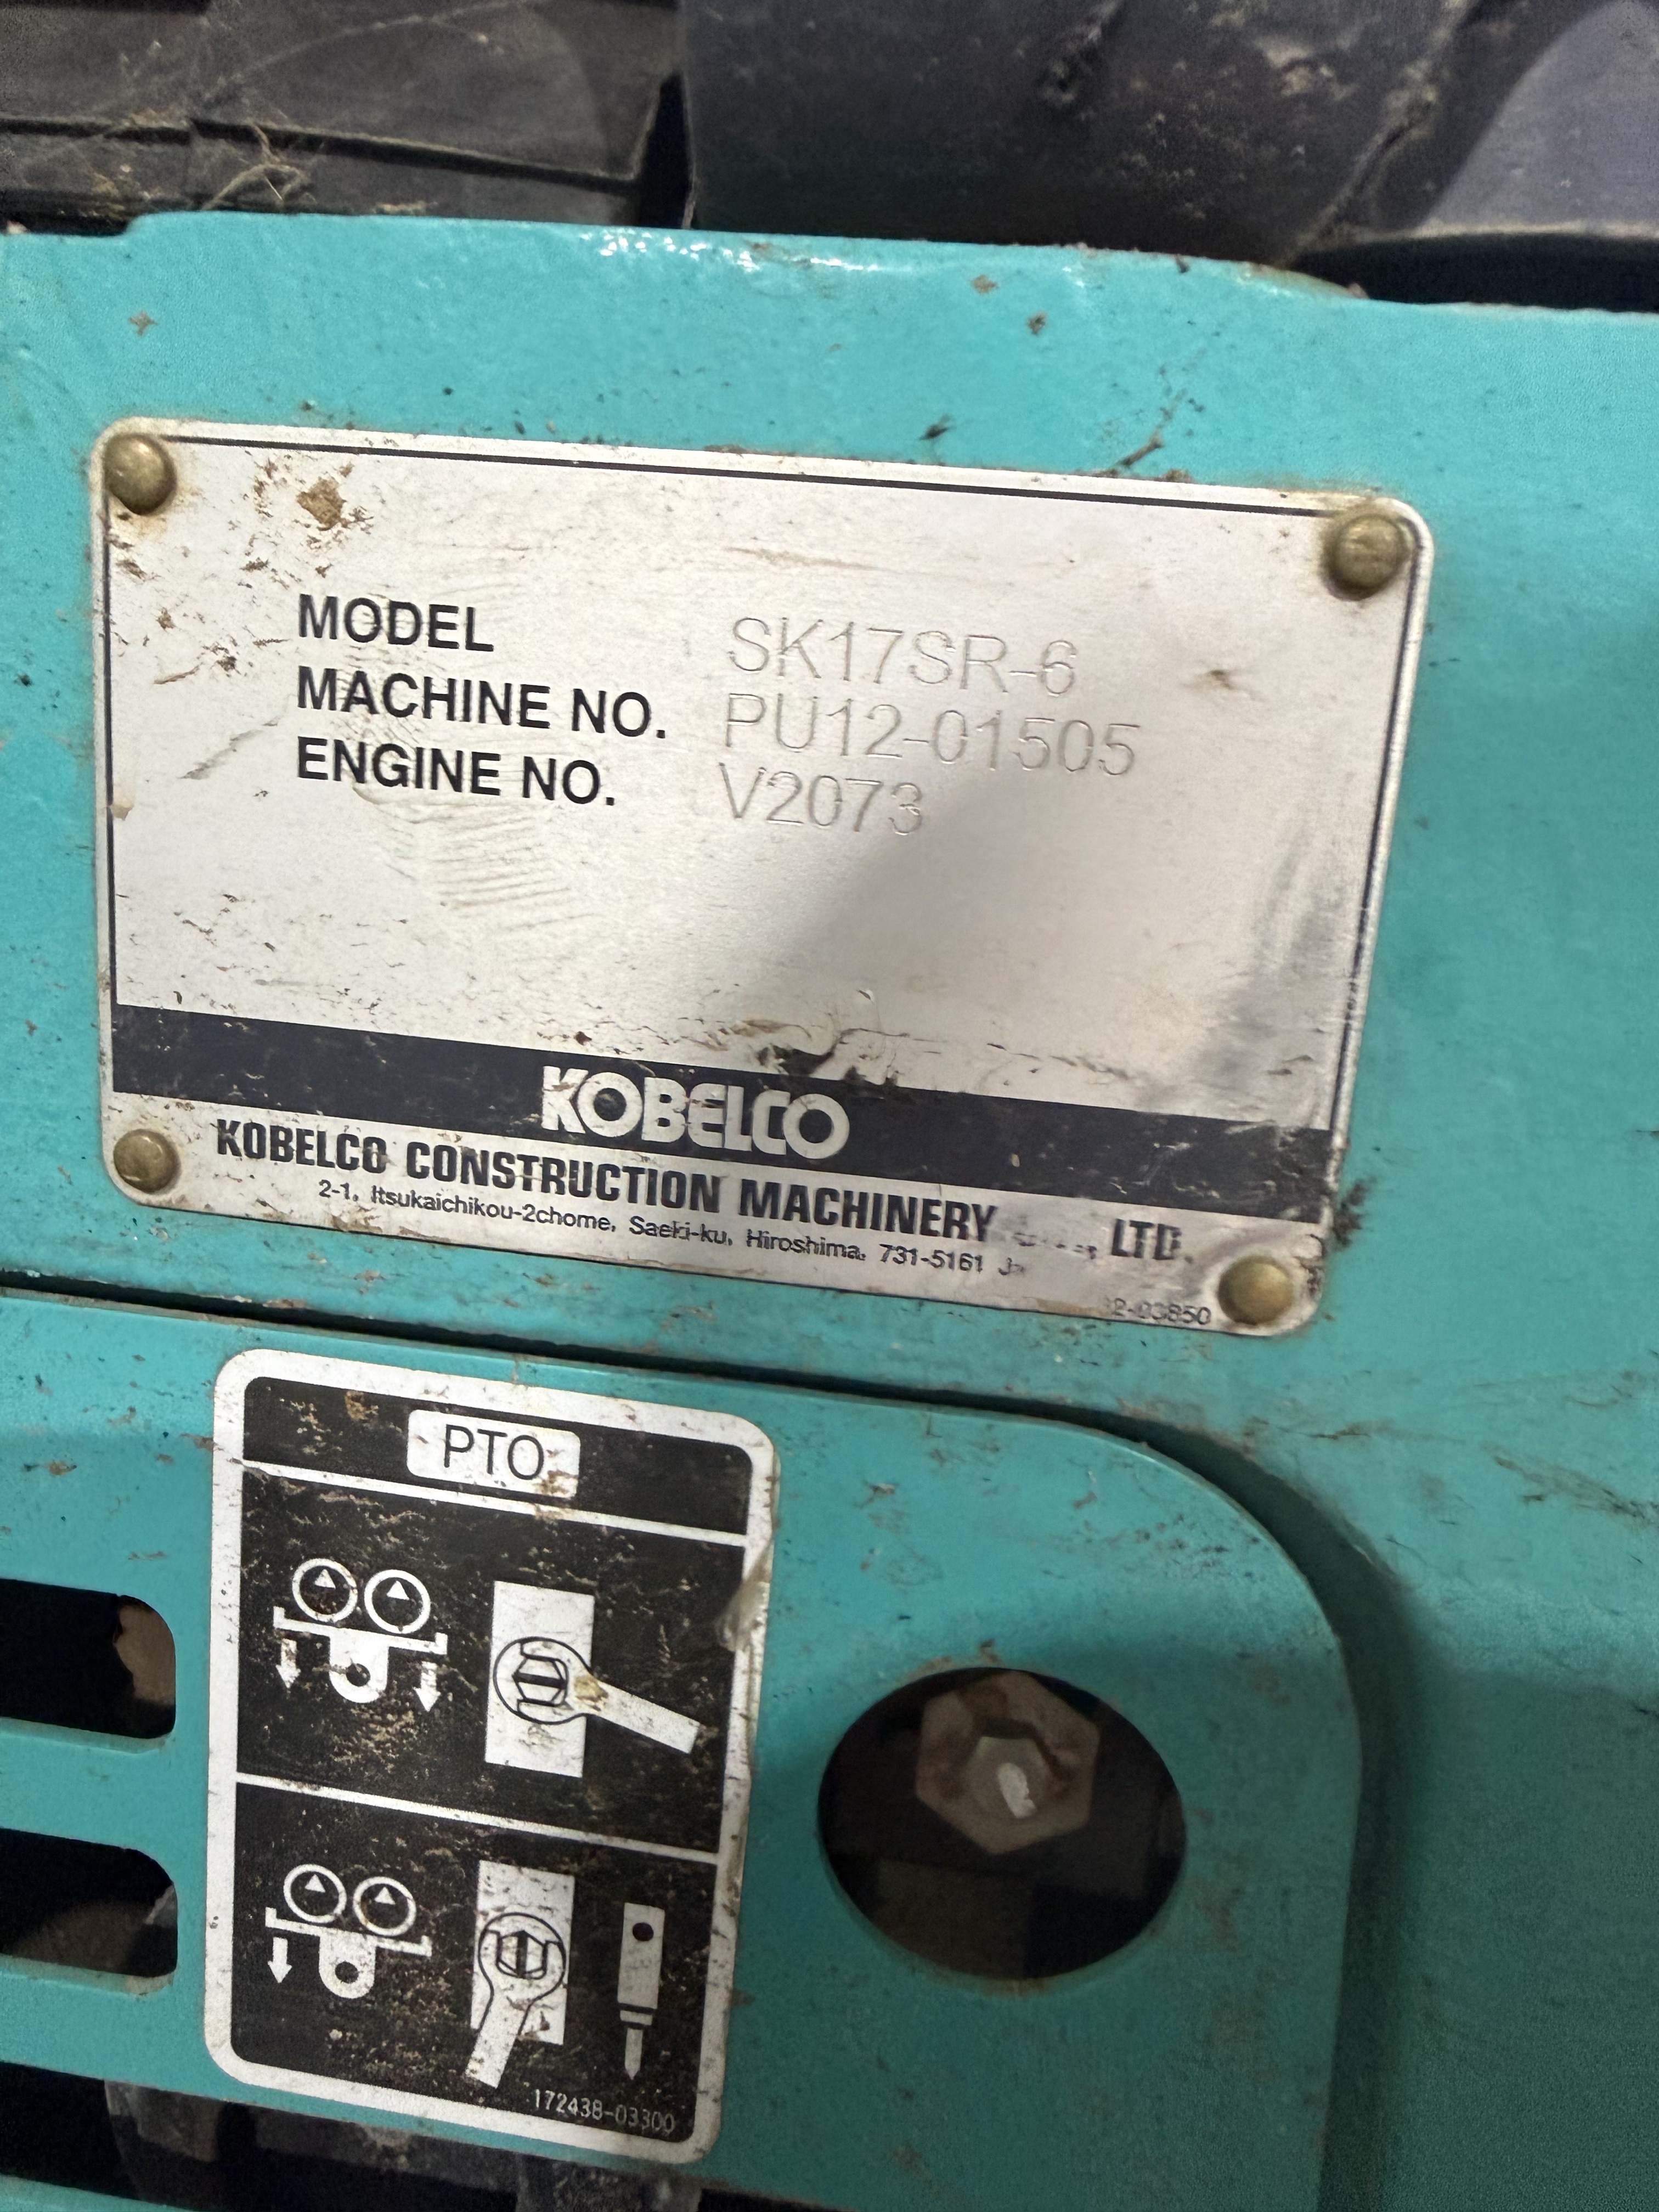 MODEL SK17SR-6
MACHINE NO. PU12-01505
ENGINE NO. V2073
KOBELCO
KOBELCO CONSTRUCTION MACHINERY LTD.
2-1, Itsukaichikou-2chome, Saeki-ku, Hiroshima, 731-5161
PTO
172438-03300